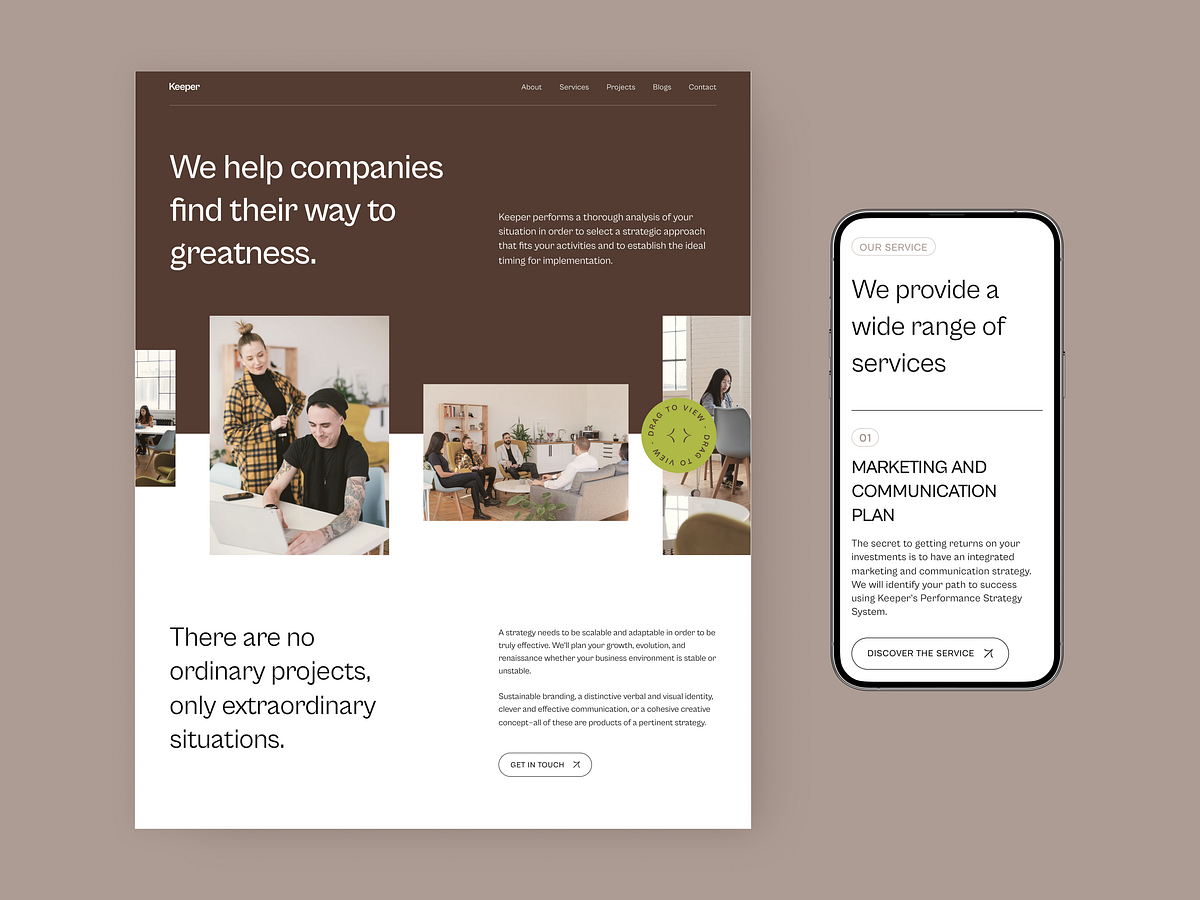 Keeper
About Services Projects Blogs Contact
We help companies
find their way to
greatness.
Keeper performs a thorough analysis of your
situation in order to select a strategic approach
that fits your activities and to establish the ideal
timing for implementation.
DRAG TO VIEW - DRAG TO VIEW -
There are no
ordinary projects,
only extraordinary
situations.
A strategy needs to be scalable and adaptable in order to be
truly effective. We'll plan your growth, evolution, and
renaissance whether your business environment is stable or
unstable.
Sustainable branding, a distinctive verbal and visual identity,
clever and effective communication, or a cohesive creative
concept—all of these are products of a pertinent strategy.
GET IN TOUCH
OUR SERVICE
We provide a
wide range of
services
01
MARKETING AND
COMMUNICATION
PLAN
The secret to getting returns on your
investments is to have an integrated
marketing and communication strategy.
We will identify your path to success
using Keeper's Performance Strategy
System.
DISCOVER THE SERVICE